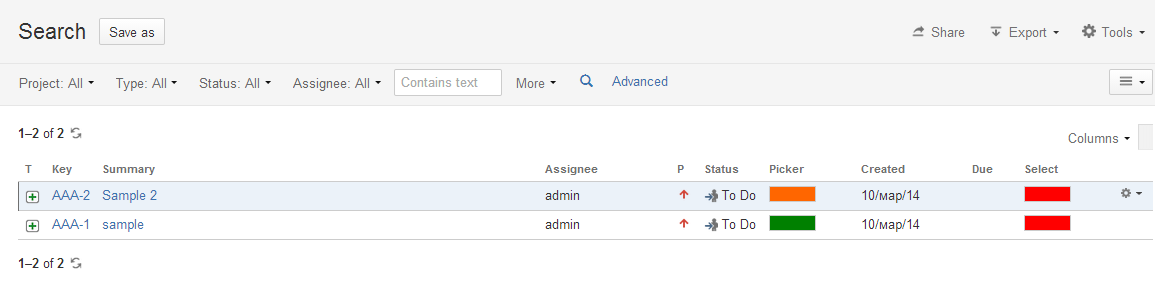 Search Save as Share Export Tools
Project: All Type: All Status: All Assignee: All Contains text More Advanced
1–2 of 2
Columns
T Key Summary Assignee P Status Picker Created Due Select
AAA-2 Sample 2 admin To Do 10/мар/14
AAA-1 sample admin To Do 10/мар/14
1–2 of 2